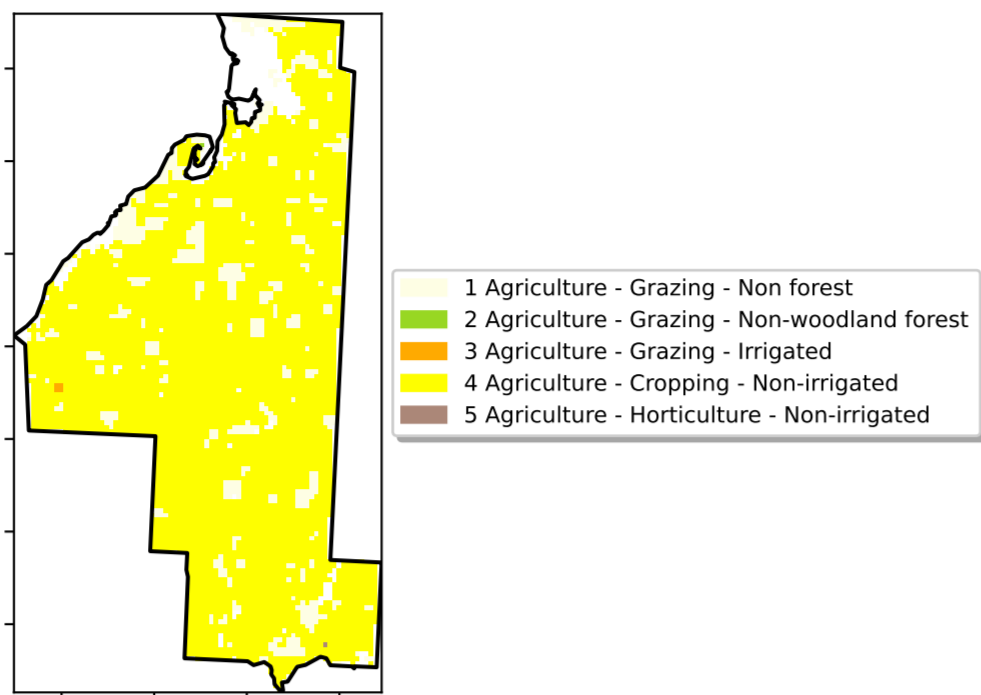 1 Agriculture - Grazing - Non forest
2 Agriculture - Grazing - Non-woodland forest
3 Agriculture - Grazing - Irrigated
4 Agriculture - Cropping - Non-irrigated
5 Agriculture - Horticulture - Non-irrigated